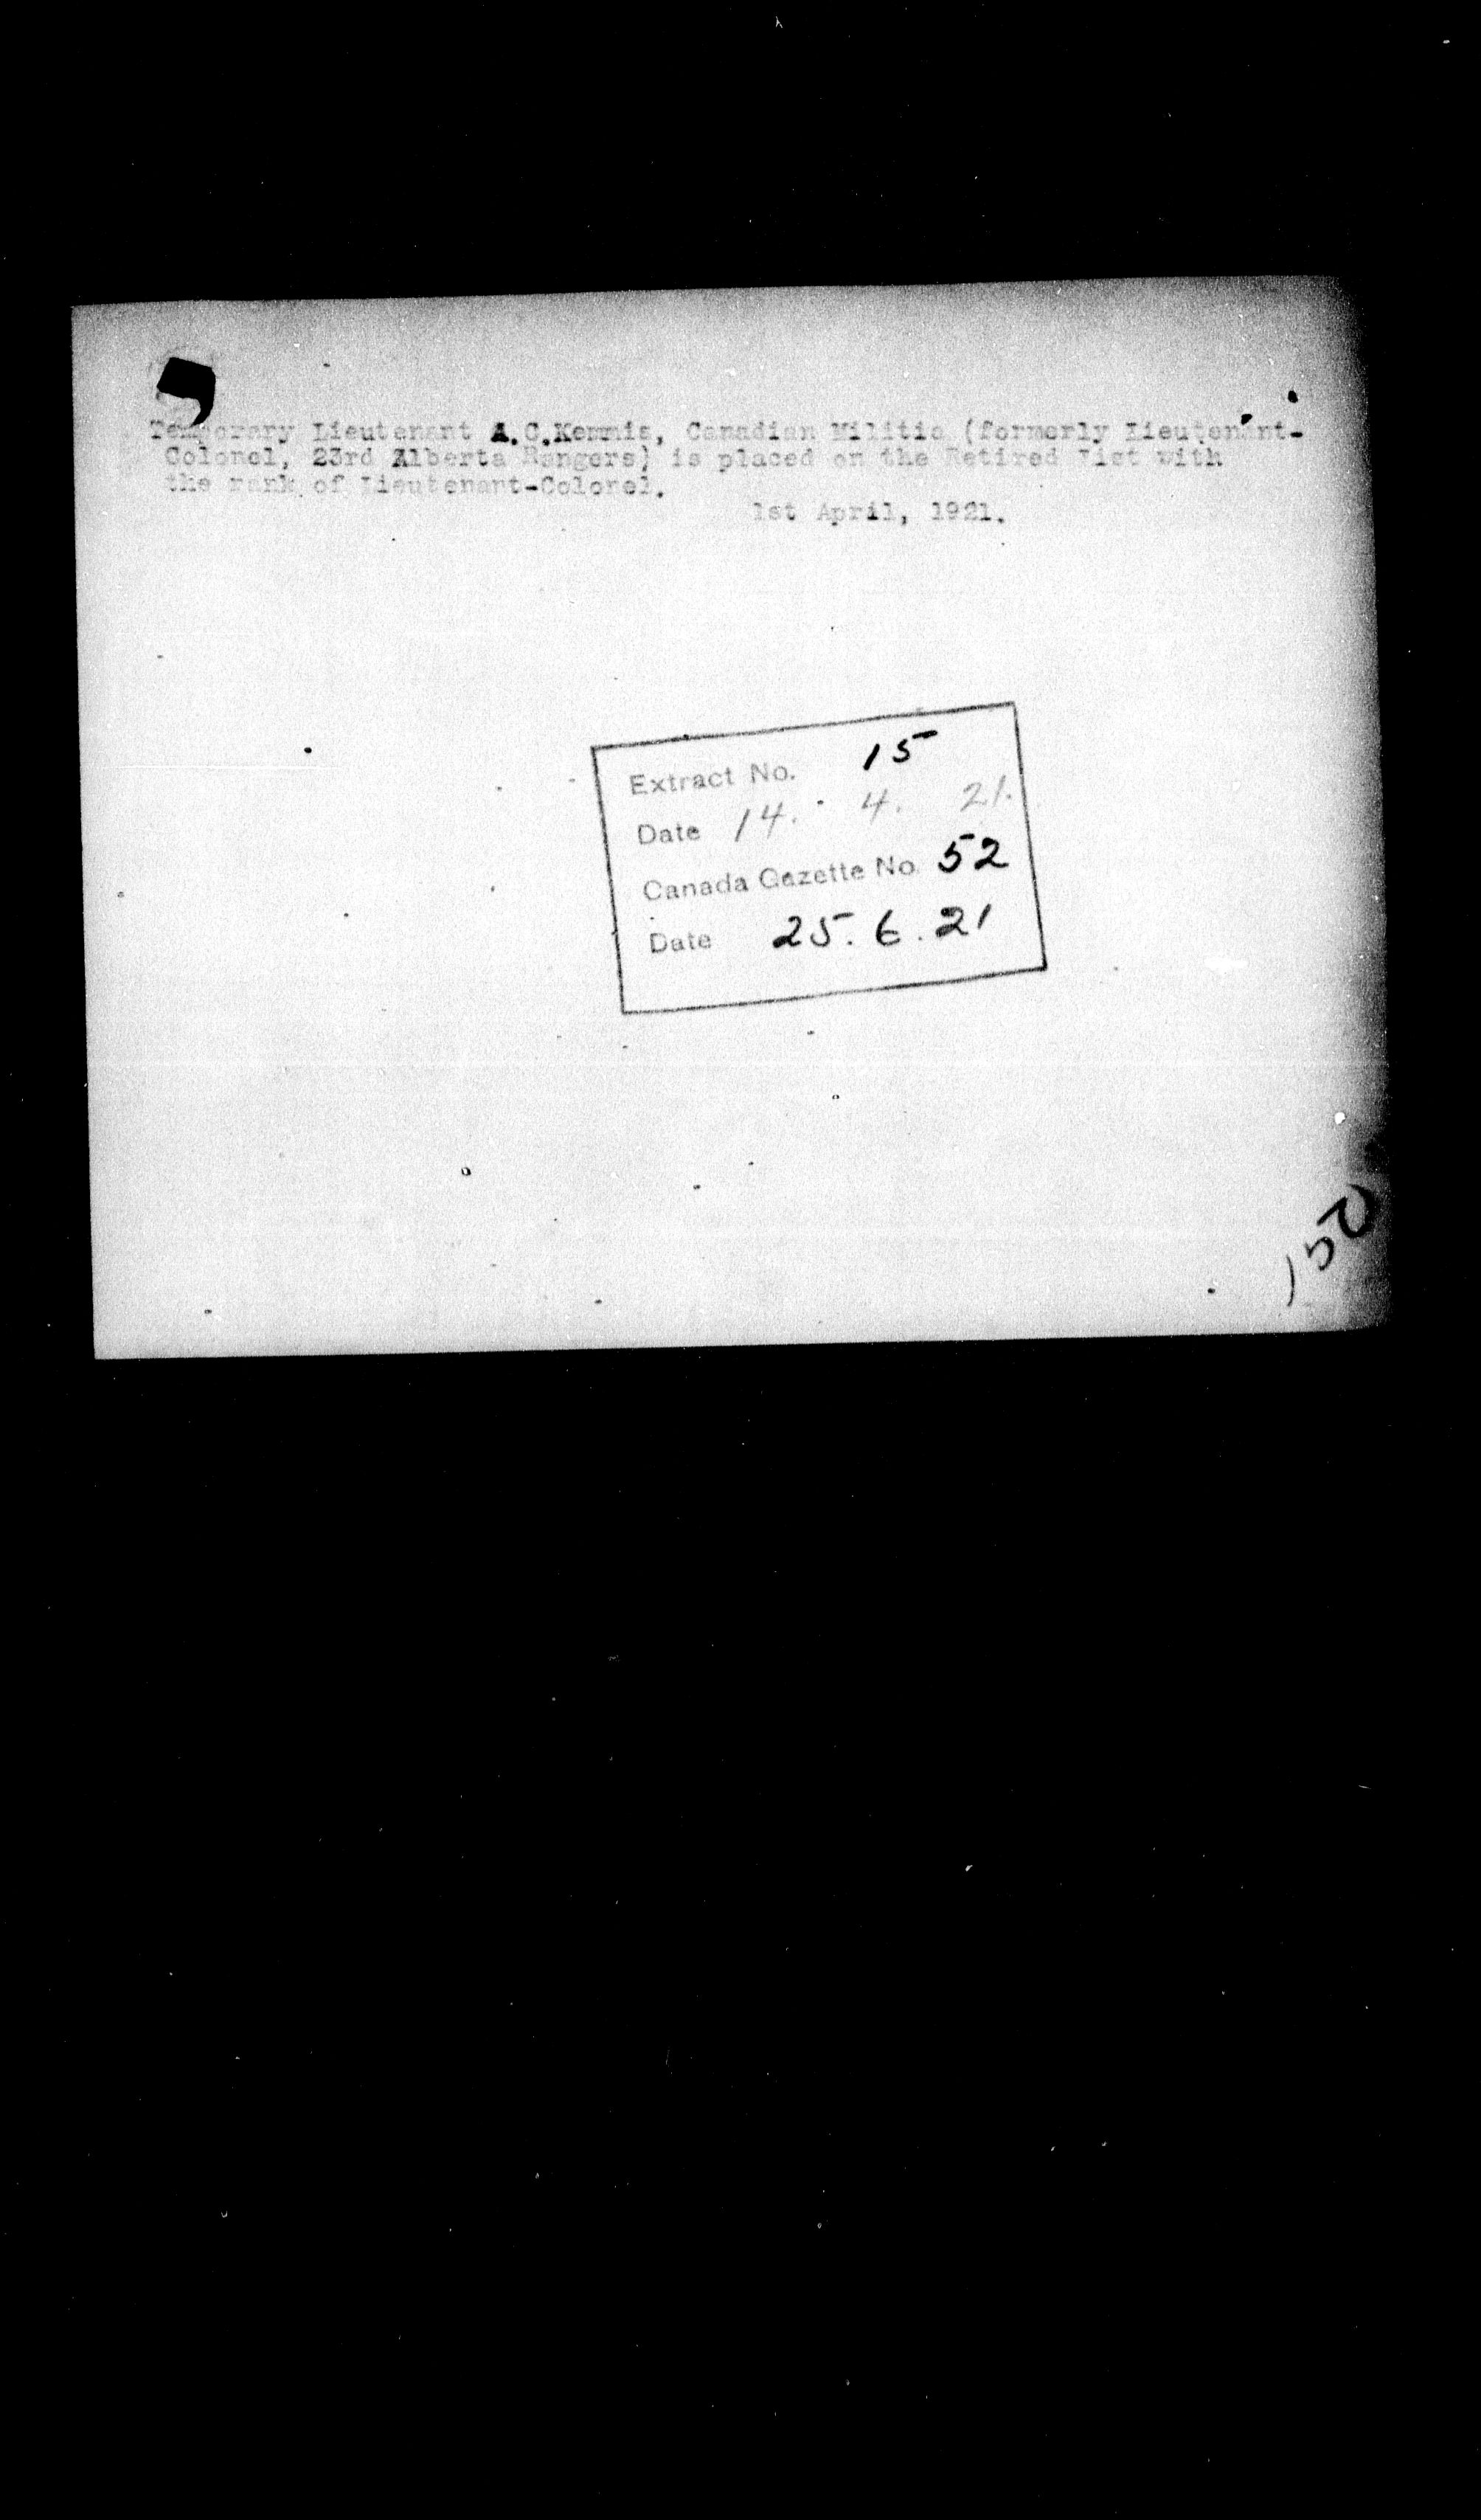 Temporary Lieutenant A.C.Kemmis, Canadian Militia (formerly Lieutenant-
Colonel, 23rd Alberta Rangers) is placed on the Retired List with
the rank of Lieutenant-Colonel.
1st April, 1921.
Extract No. 15
Date 14. 4. 21.
Canada Gazette No. 52
Date 25.6.21
150